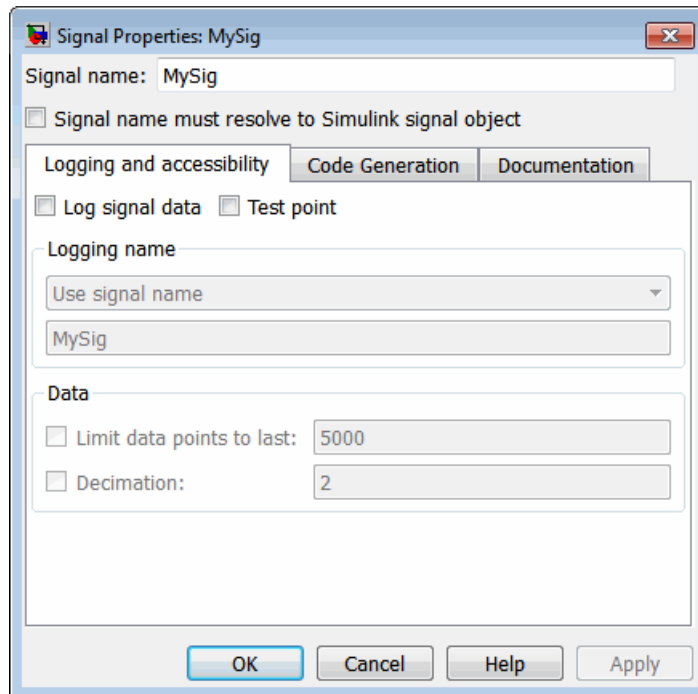 Signal Properties: MySig
Signal name: MySig
Signal name must resolve to Simulink signal object
Logging and accessibility Code Generation Documentation
Log signal data Test point
Logging name
Use signal name
MySig
Data
Limit data points to last: 5000
Decimation: 2
OK Cancel Help Apply